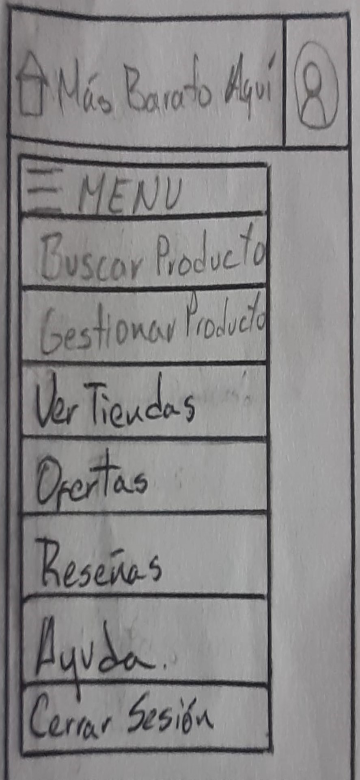 Más Barato Aquí
MENU
Buscar Producto
Gestionar Producto
Ver Tiendas
Ofertas
Reseñas
Ayuda.
Cerrar Sesión